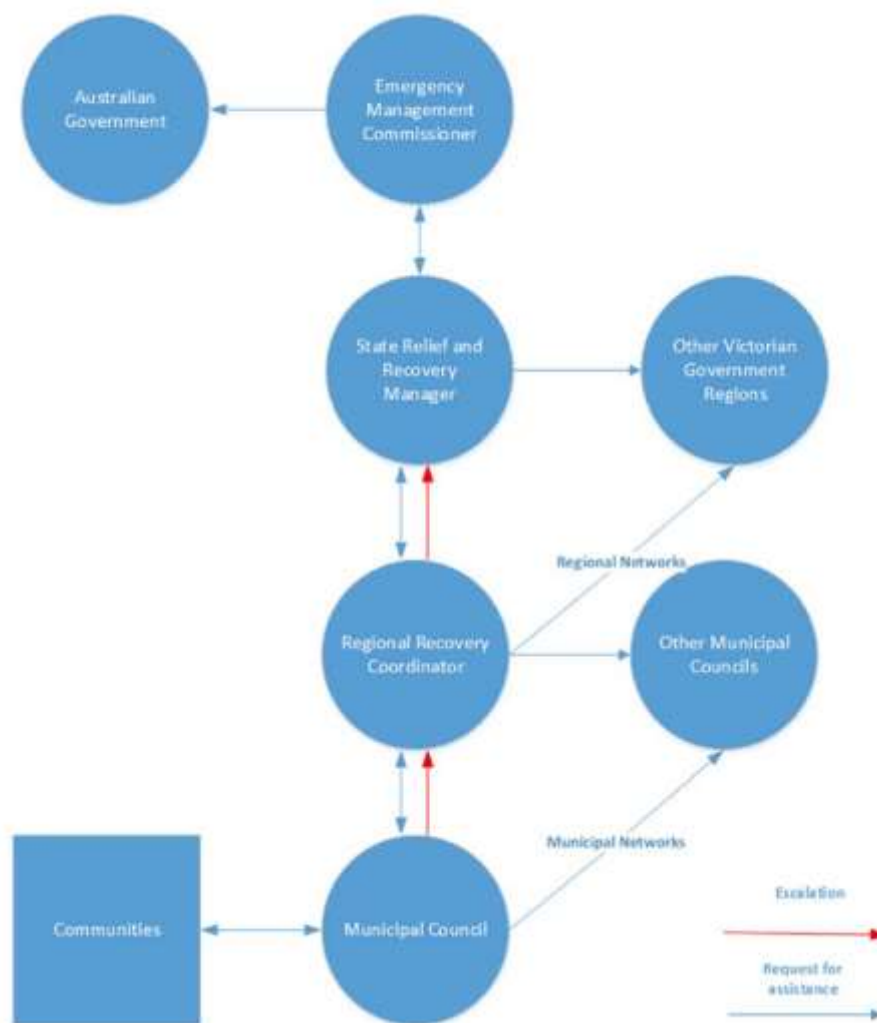 Australian
Government
Emergency
Management
Commissioner
State Relief and
Recovery
Manager
Other Victorian
Government
Regions
Regional Networks
Regional Recovery
Coordinator
Other Municipal
Councils
Municipal Networks
Communities
Municipal Council
Escalation
Request for
assistance